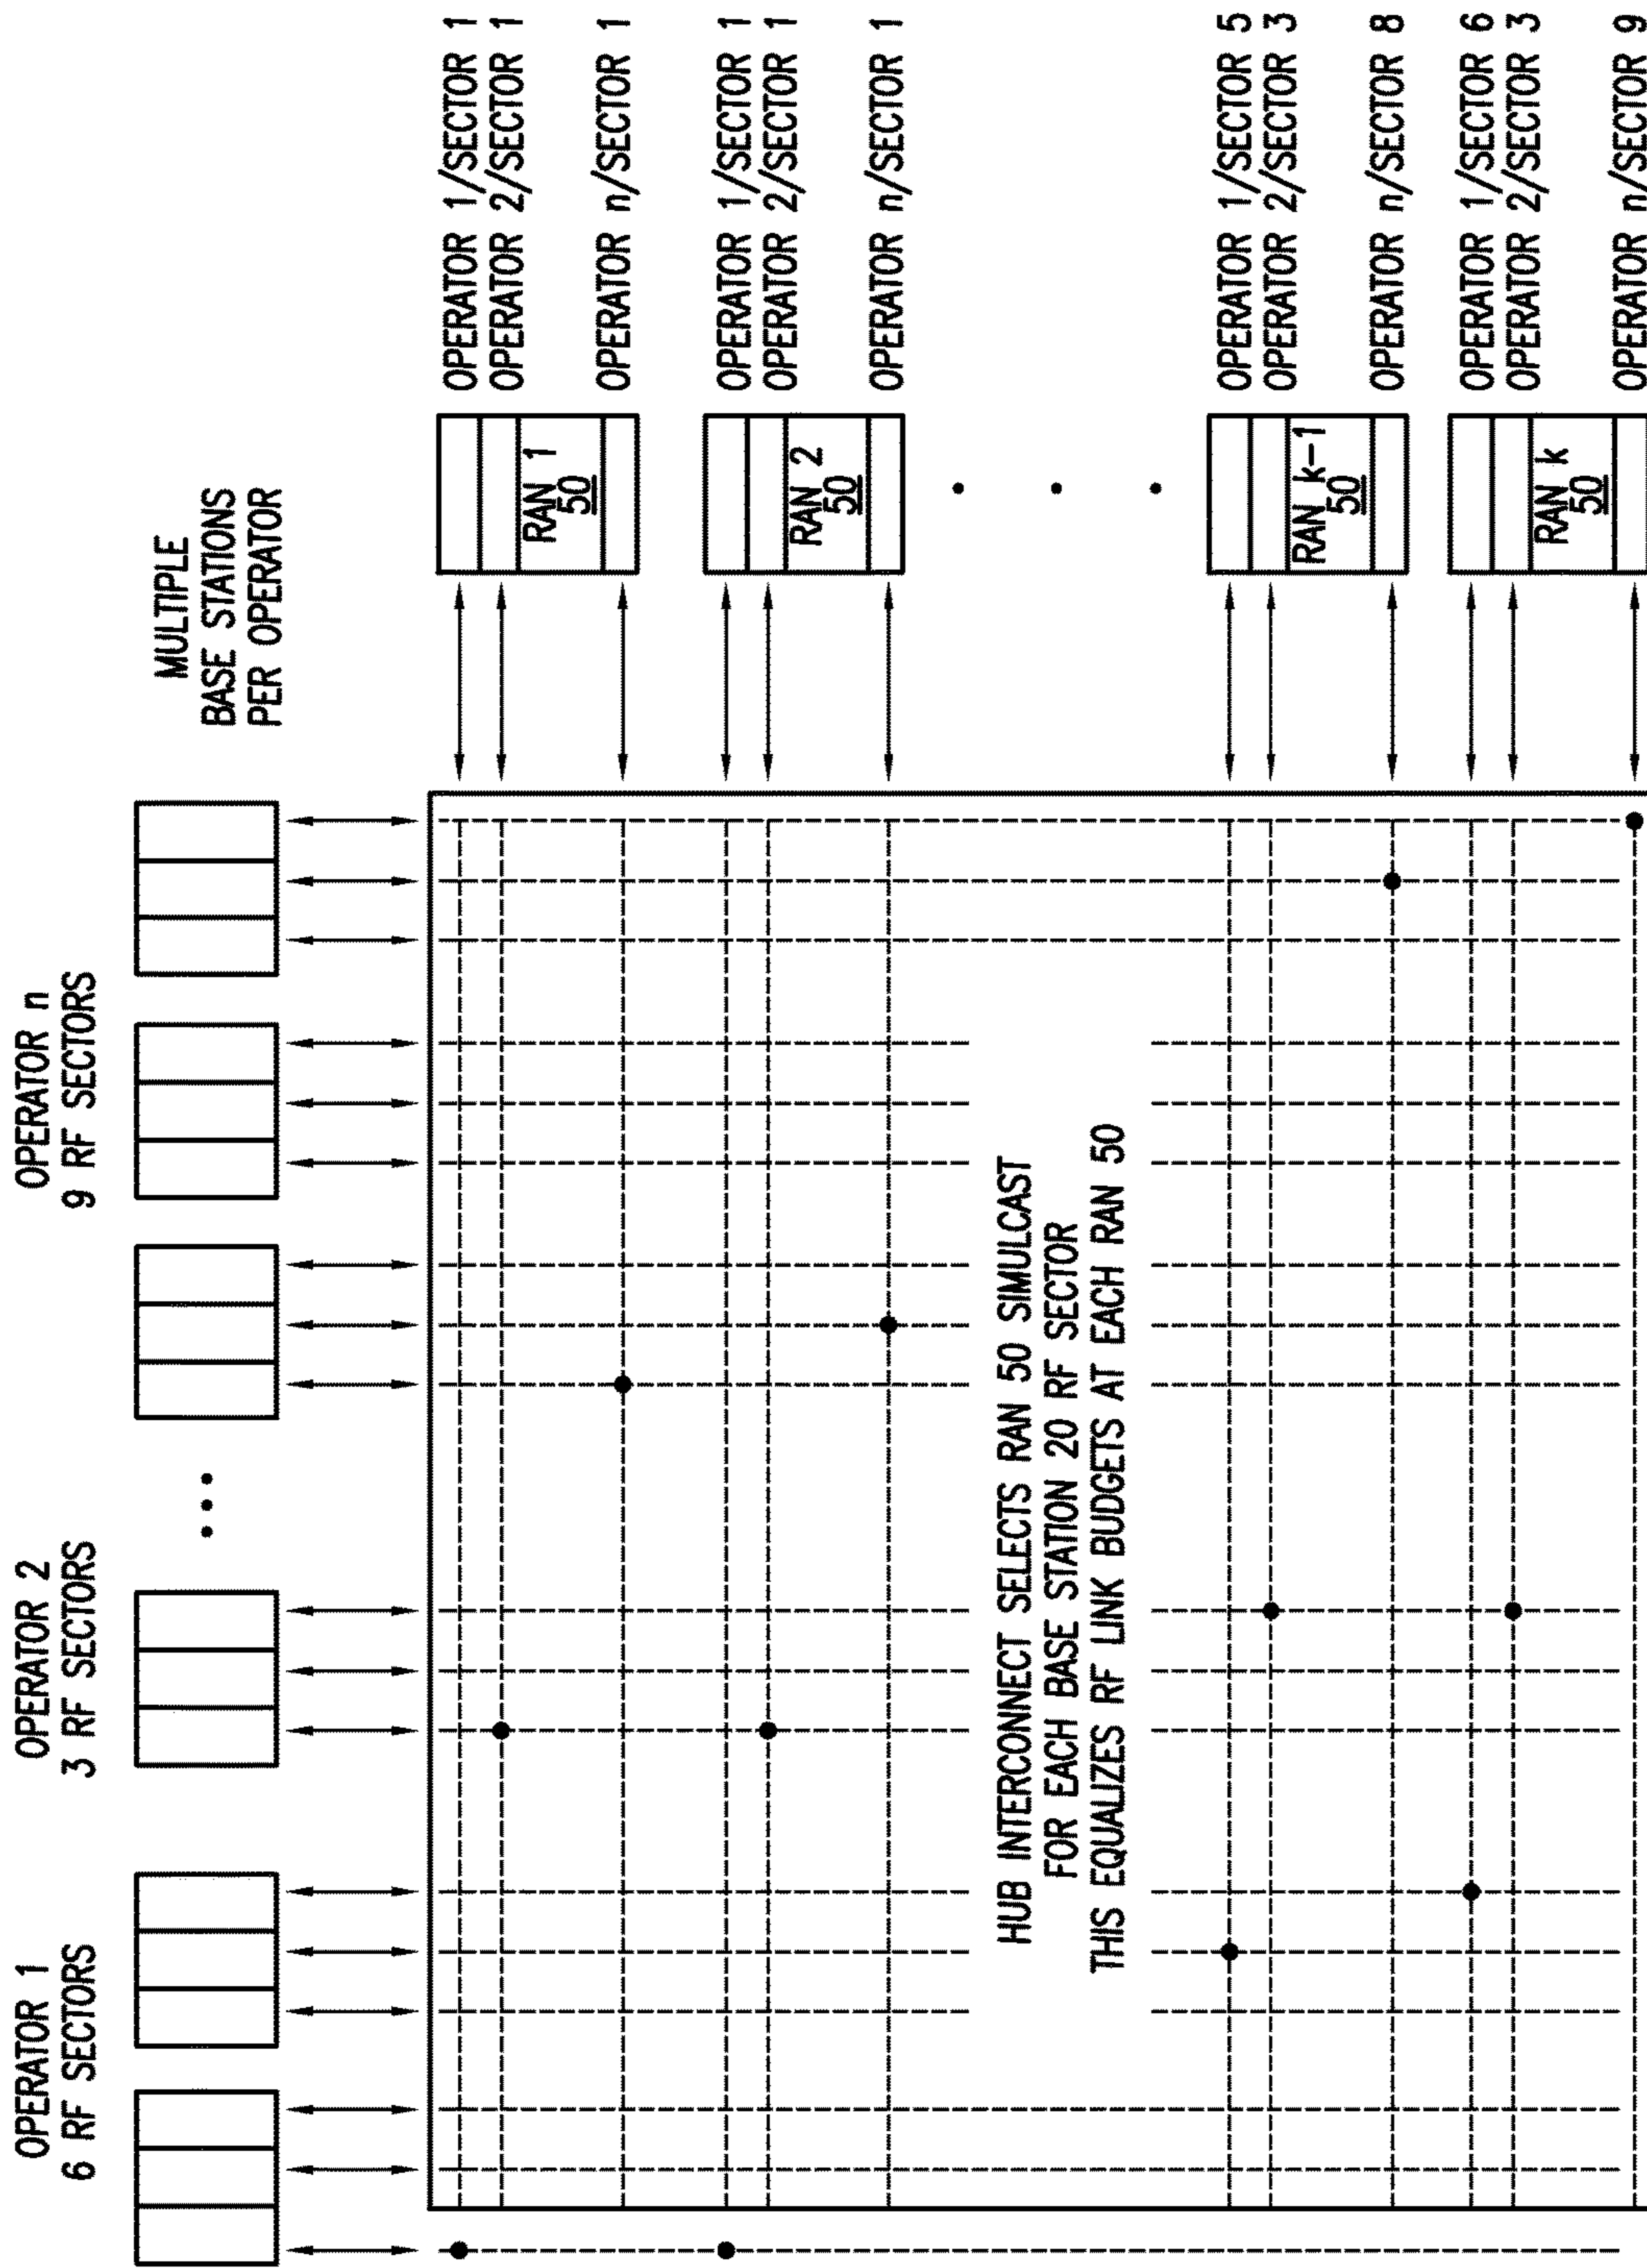 OPERATOR 1
6 RF SECTORS
OPERATOR 2
3 RF SECTORS
OPERATOR n
9 RF SECTORS
MULTIPLE
BASE STATIONS
PER OPERATOR
RAN 1
50
OPERATOR 1/SECTOR 1
OPERATOR 2/SECTOR 1
OPERATOR n/SECTOR 1
RAN 2
50
OPERATOR 1/SECTOR 1
OPERATOR 2/SECTOR 1
OPERATOR n/SECTOR 1
HUB INTERCONNECT SELECTS RAN 50 SIMULCAST
FOR EACH BASE STATION 20 RF SECTOR
THIS EQUALIZES RF LINK BUDGETS AT EACH RAN 50
RAN k-1
50
OPERATOR 1/SECTOR 5
OPERATOR 2/SECTOR 3
OPERATOR n/SECTOR 8
RAN k
50
OPERATOR 1/SECTOR 6
OPERATOR 2/SECTOR 3
OPERATOR n/SECTOR 9